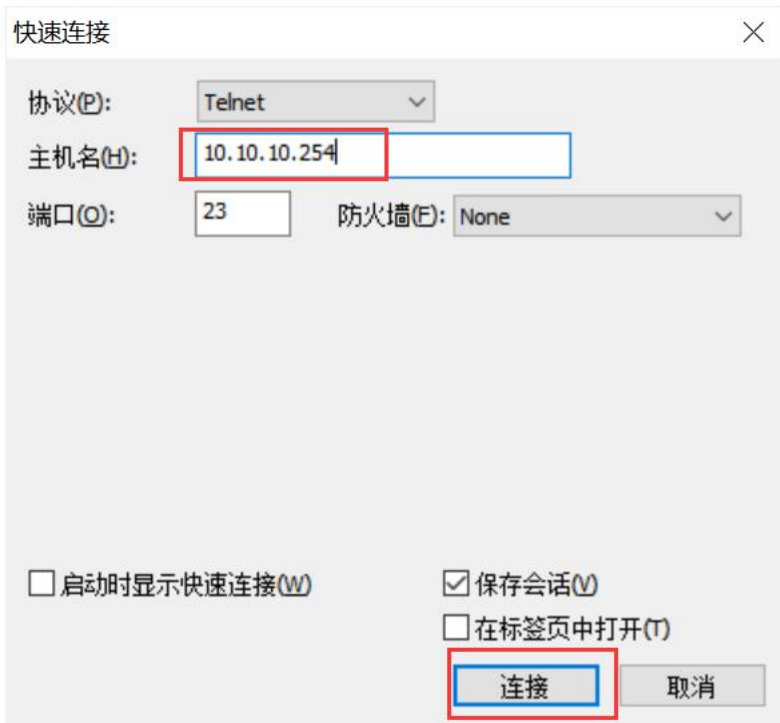 快速连接
协议(P): Telnet
主机名(H): 10.10.10.254
端口(O): 23 防火墙(F): None
启动时显示快速连接(W) 保存会话(V)
在标签页中打开(T)
连接 取消